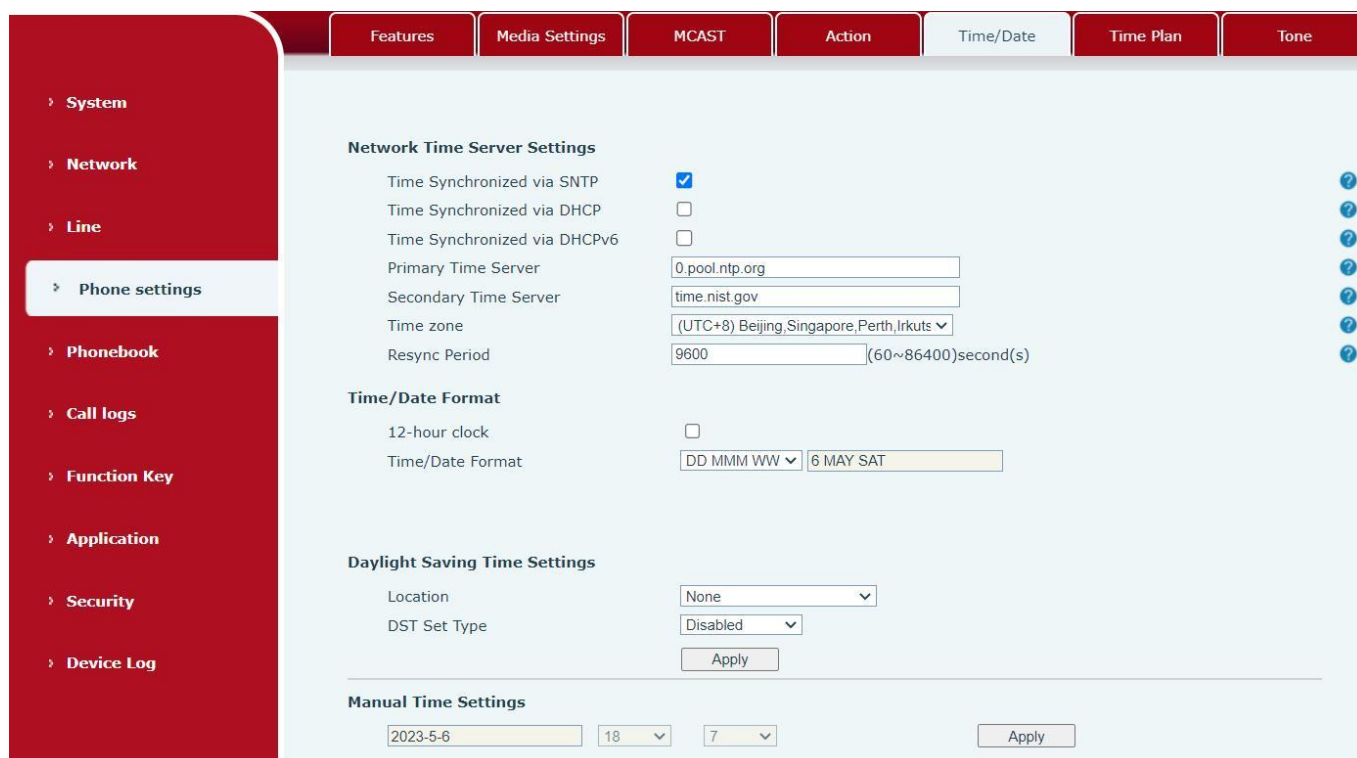 Features Media Settings MCAST Action Time/Date Time Plan Tone
System
Network
Line
Phone settings
Phonebook
Call logs
Function Key
Application
Security
Device Log
Network Time Server Settings
Time Synchronized via SNTP
Time Synchronized via DHCP
Time Synchronized via DHCPv6
Primary Time Server 0.pool.ntp.org
Secondary Time Server time.nist.gov
Time zone (UTC+8) Beijing,Singapore,Perth,Irkuts
Resync Period 9600 (60~86400)second(s)
Time/Date Format
12-hour clock
Time/Date Format DD MMM WW 6 MAY SAT
Daylight Saving Time Settings
Location None
DST Set Type Disabled
Apply
Manual Time Settings
2023-5-6 18 7 Apply